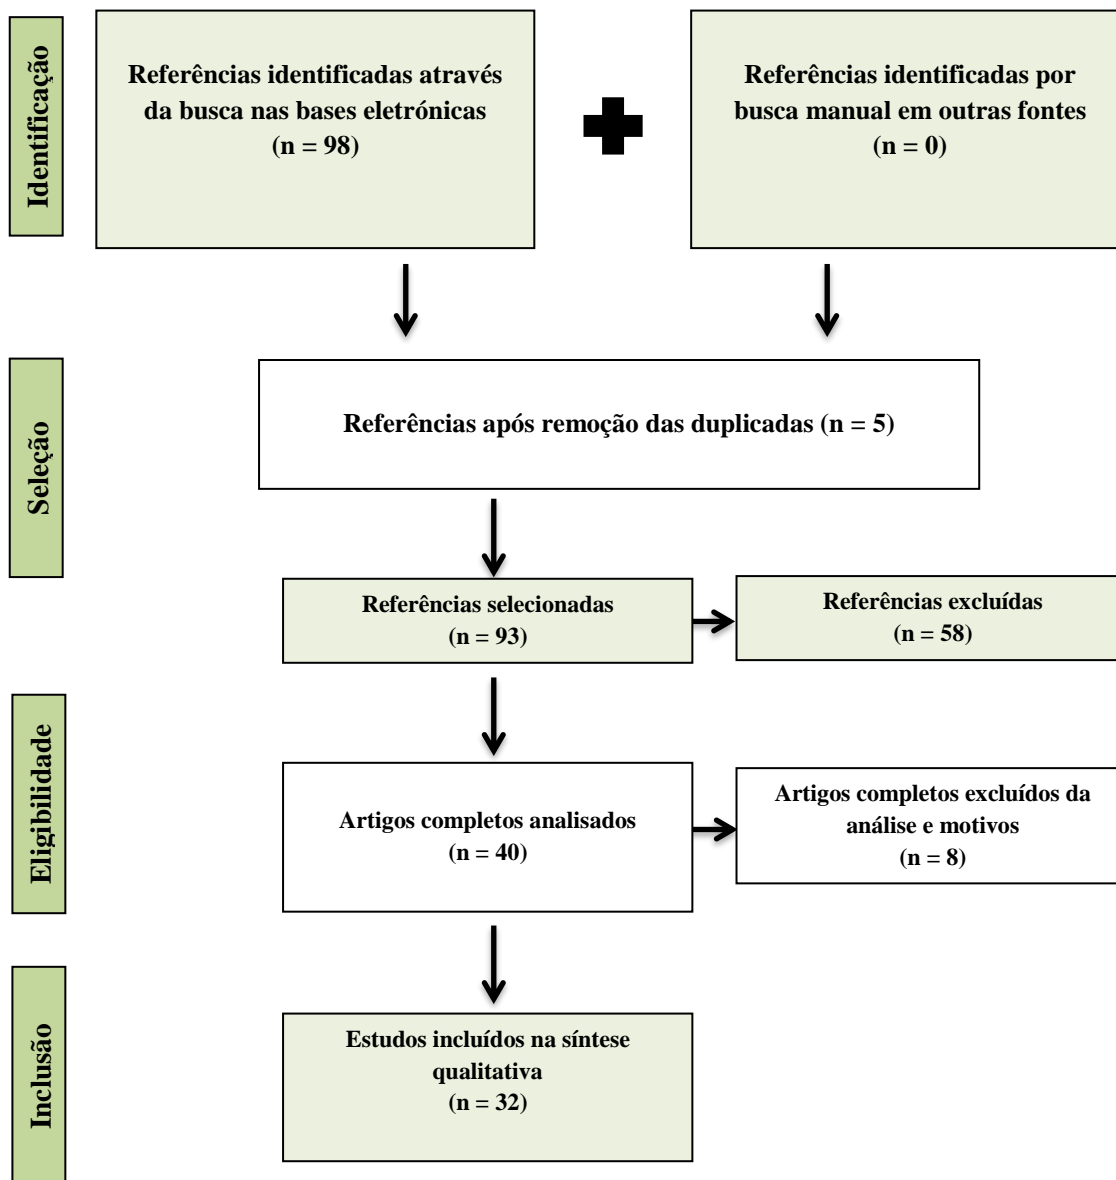 Identificação
Referências identificadas através
da busca nas bases eletrónicas
(n = 98)
Referências identificadas por
busca manual em outras fontes
(n = 0)
Seleção
Referências após remoção das duplicadas (n = 5)
Referências selecionadas
(n = 93)
Referências excluídas
(n = 58)
Eligibilidade
Artigos completos analisados
(n = 40)
Artigos completos excluídos da
análise e motivos
(n = 8)
Inclusão
Estudos incluídos na síntese
qualitativa
(n = 32)